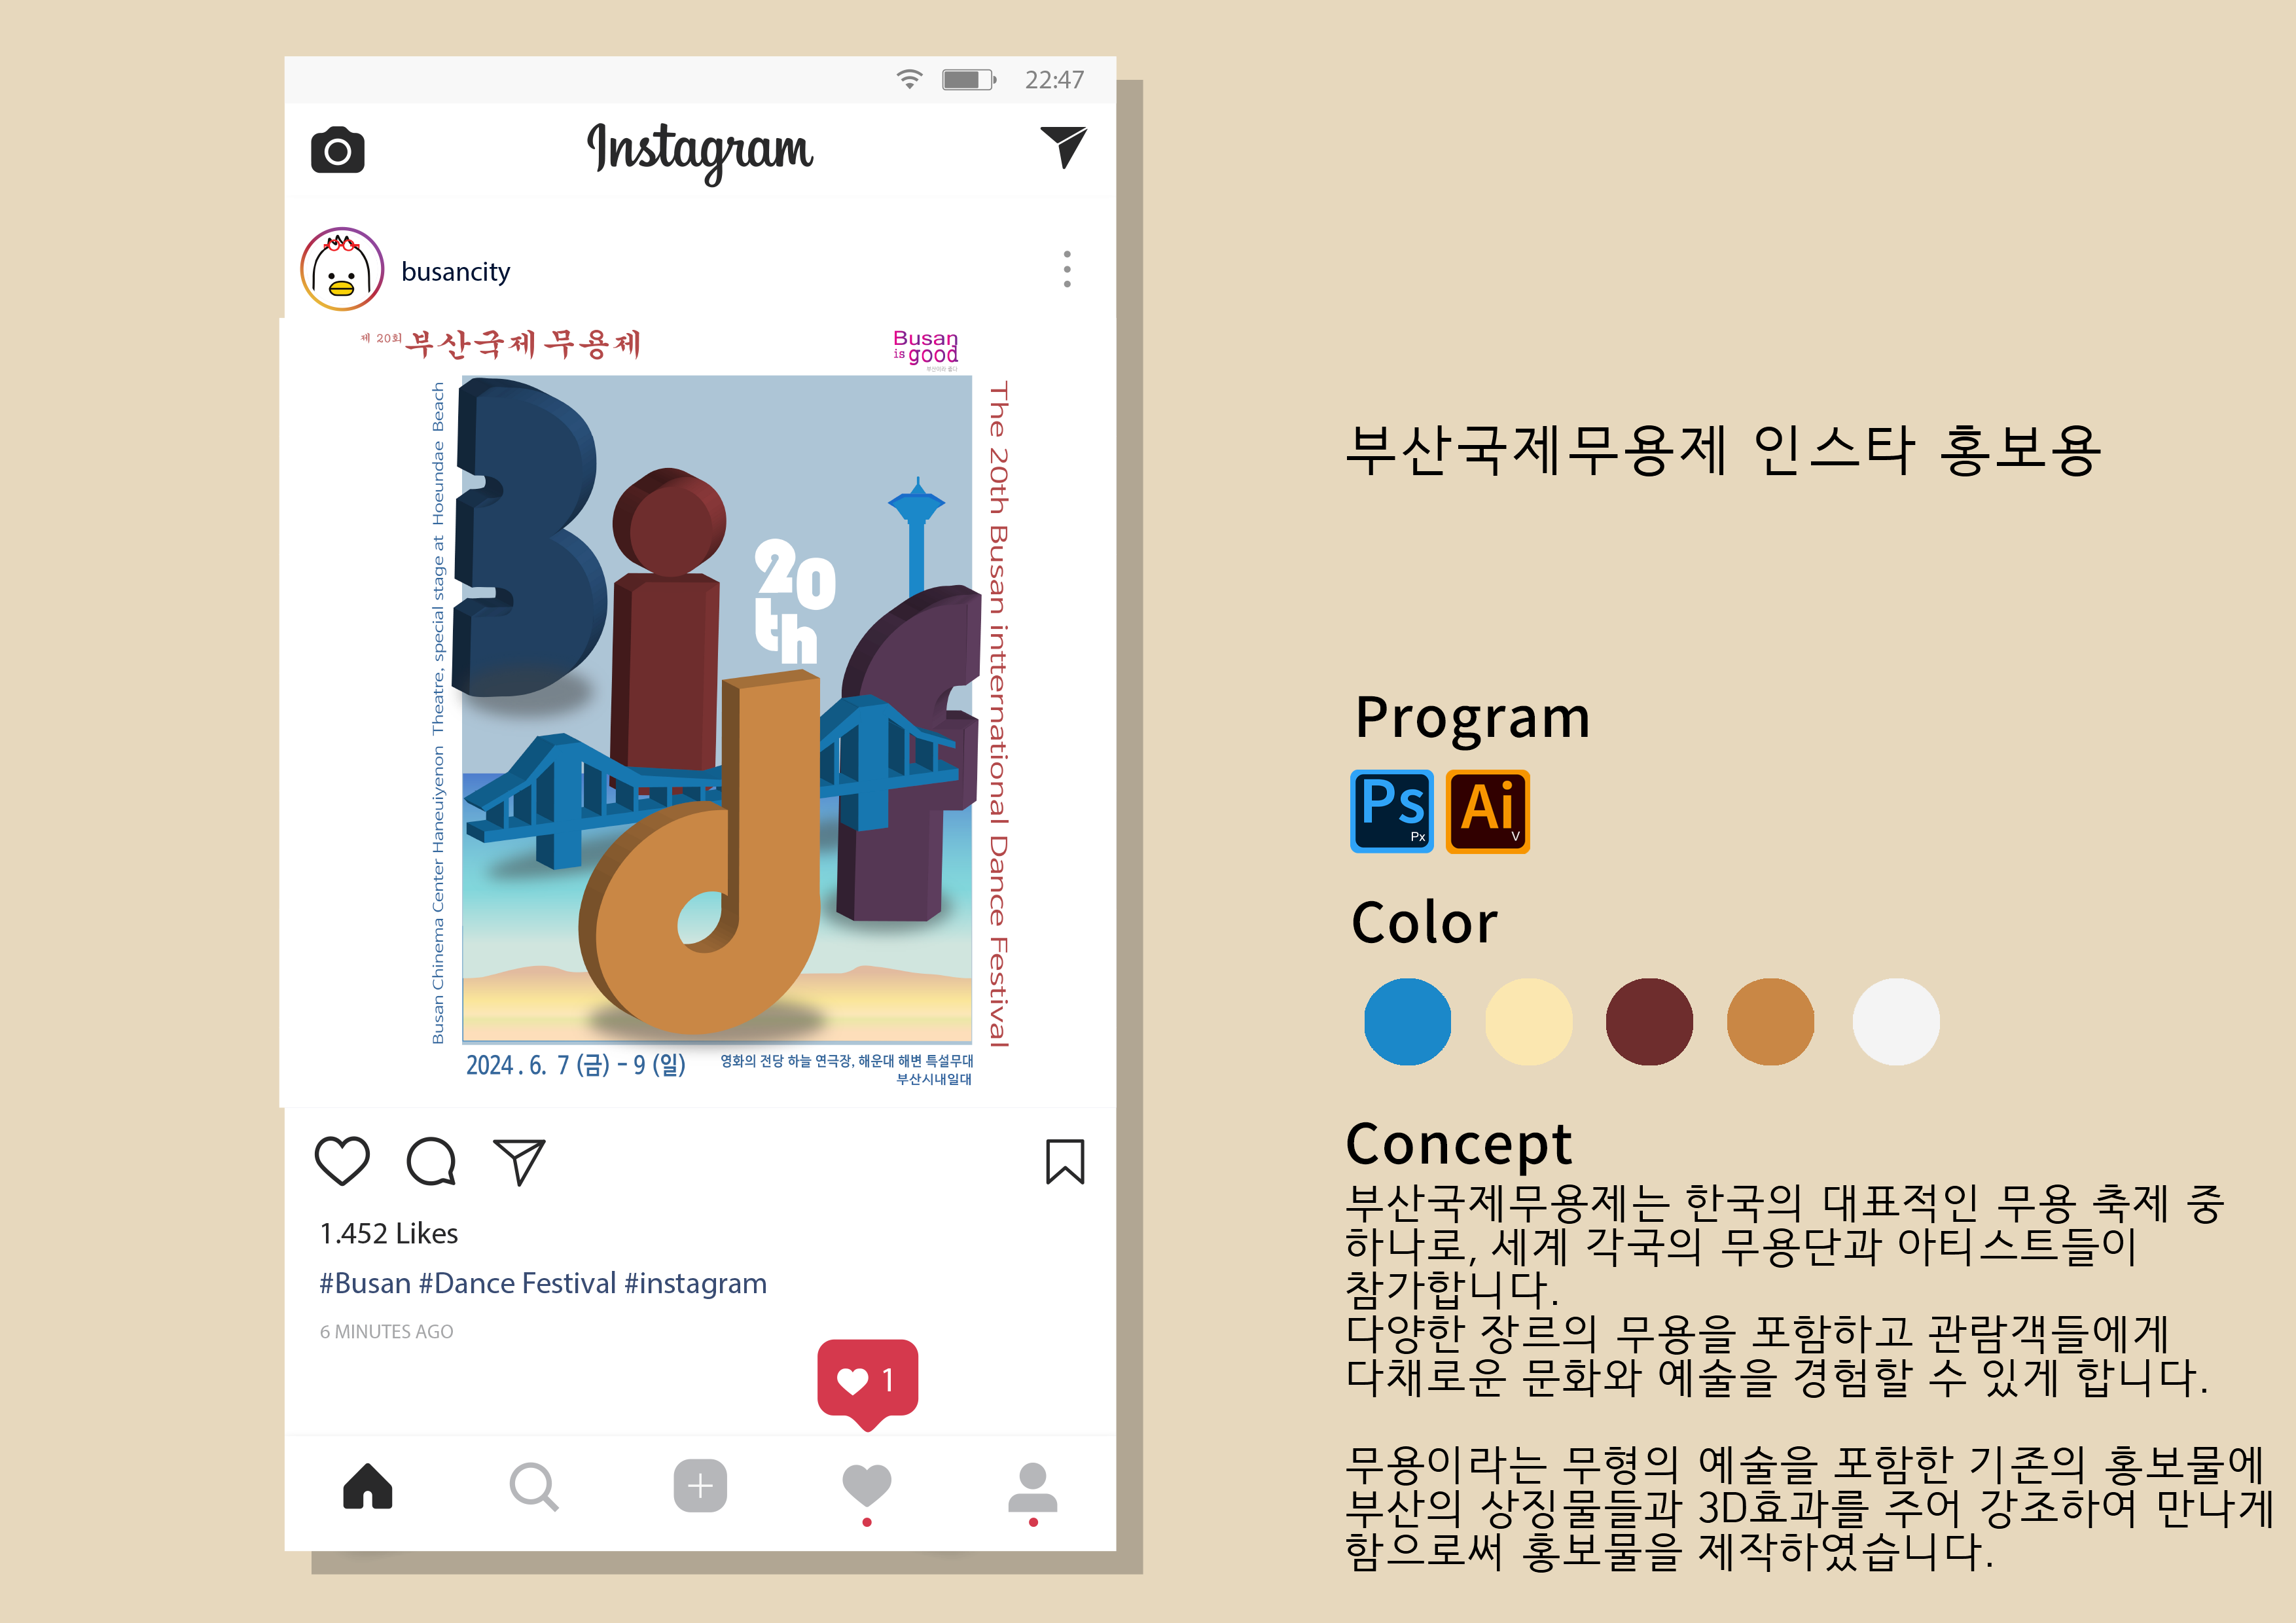 22:47
Instagram
busancity
제 20회 부산국제무용제
Busan
is good
부산이라 좋다
Busan Chinema Center Haneuiyenon Theatre, special stage at Hoeundae Beach
The 20th Busan intternational Dance Festival
Bidf
20
th
2024 . 6. 7 (금) - 9 (일)
영화의 전당 하늘 연극장, 해운대 해변 특설무대
부산시내일대
1.452 Likes
#Busan #Dance Festival #instagram
6 MINUTES AGO
1
부산국제무용제 인스타 홍보용
Program
Ps
Px
Ai
V
Color
Concept
부산국제무용제는 한국의 대표적인 무용 축제 중
하나로, 세계 각국의 무용단과 아티스트들이
참가합니다.
다양한 장르의 무용을 포함하고 관람객들에게
다채로운 문화와 예술을 경험할 수 있게 합니다.
무용이라는 무형의 예술을 포함한 기존의 홍보물에
부산의 상징물들과 3D효과를 주어 강조하여 만나게
함으로써 홍보물을 제작하였습니다.